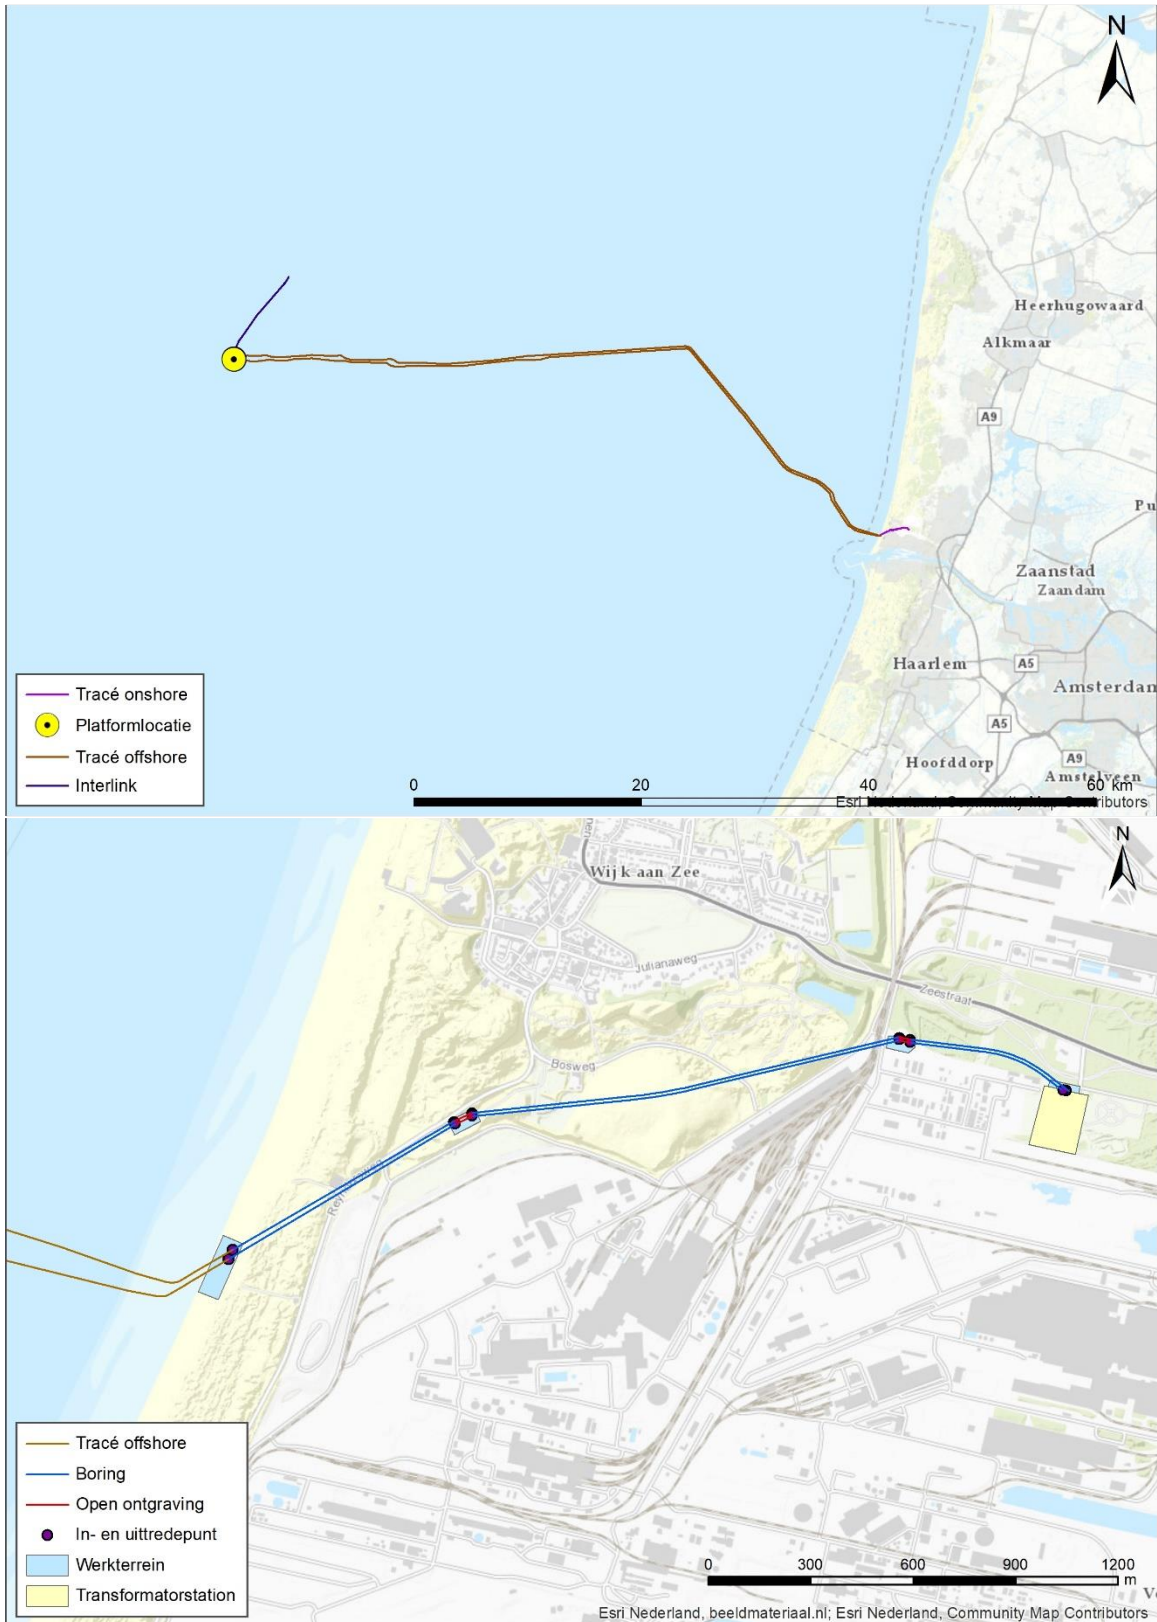 N
Heerhugowaard
Alkmaar
A9
Pu
Zaanstad
Zaandam
Haarlem
A5
Amsterdam
A5
A9
Hoofddorp
Amstelveen
Tracé onshore
Platformlocatie
Tracé offshore
Interlink
0 20 40 60 km
Esri Nederland, Community Map Contributors
N
Wijk aan Zee
Julianaweg
Zeestraat
Bosweg
Tracé offshore
Boring
Open ontgraving
In- en uittredepunt
Werkterrein
Transformatorstation
0 300 600 900 1200
m
Esri Nederland, beeldmateriaal.nl; Esri Nederland, Community Map Contributors